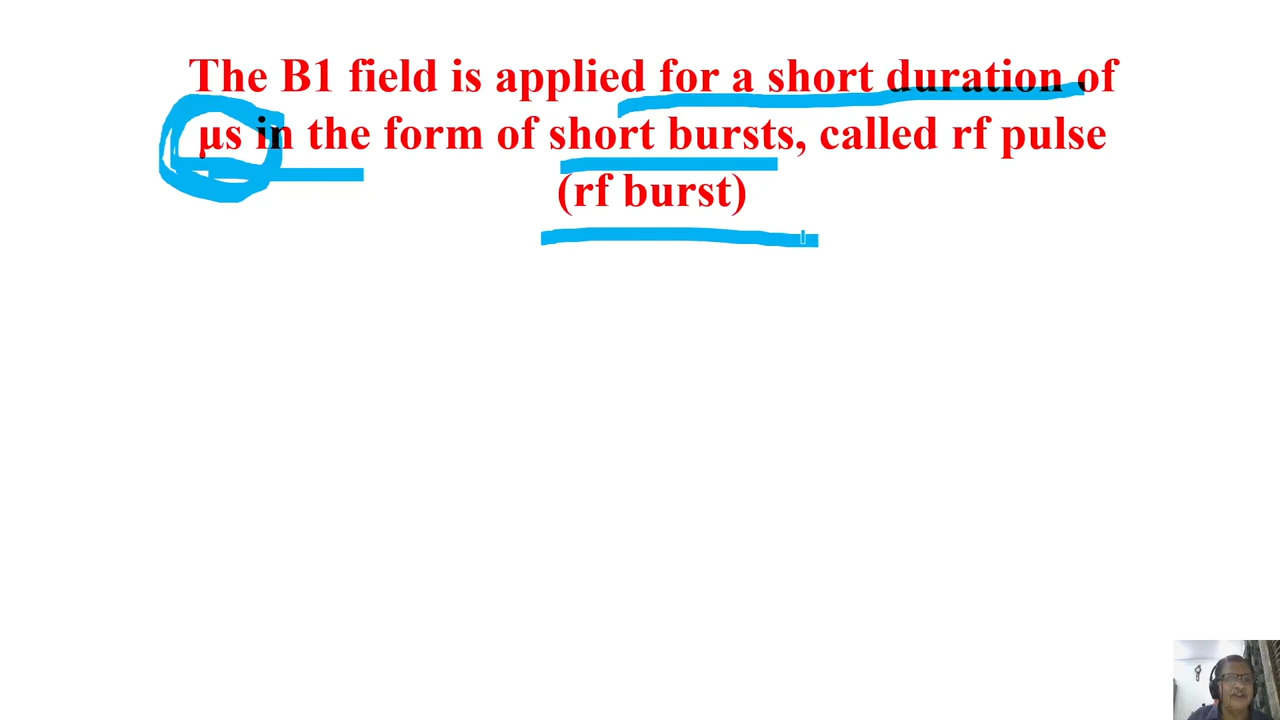 The B1 field is applied for a short duration of
μs in the form of short bursts, called rf pulse
(rf burst)